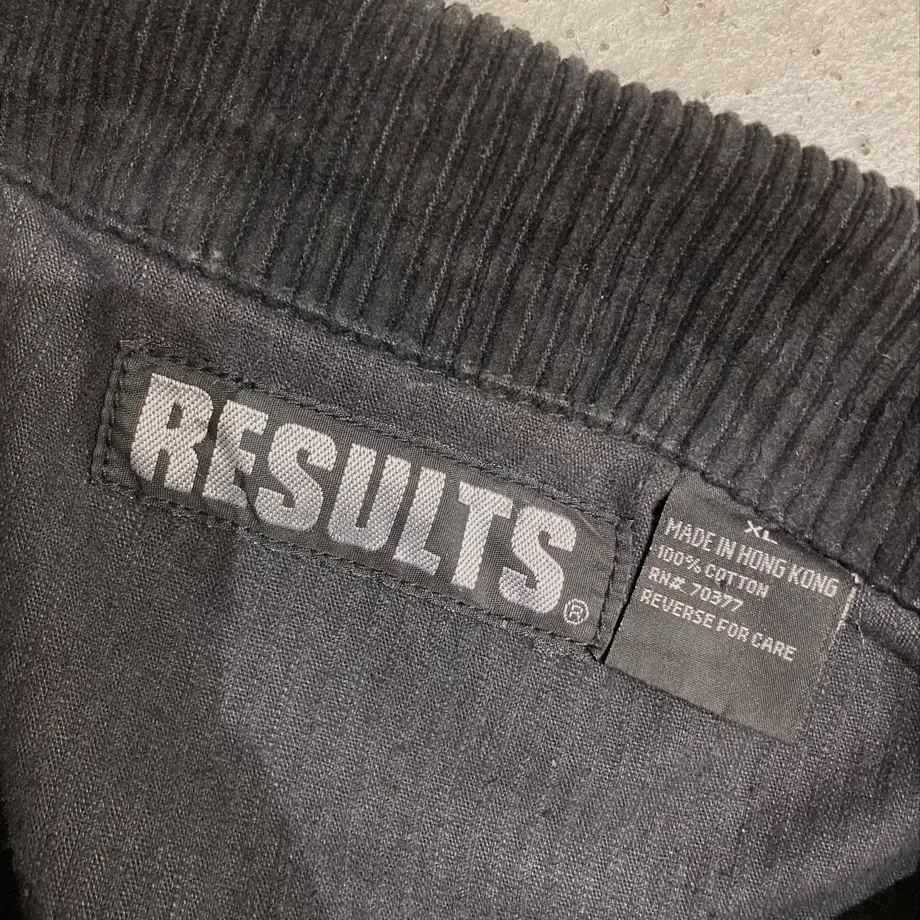 RESULTS®
XL
MADE IN HONG KONG
100% COTTON
RN#. 70377
REVERSE FOR CARE